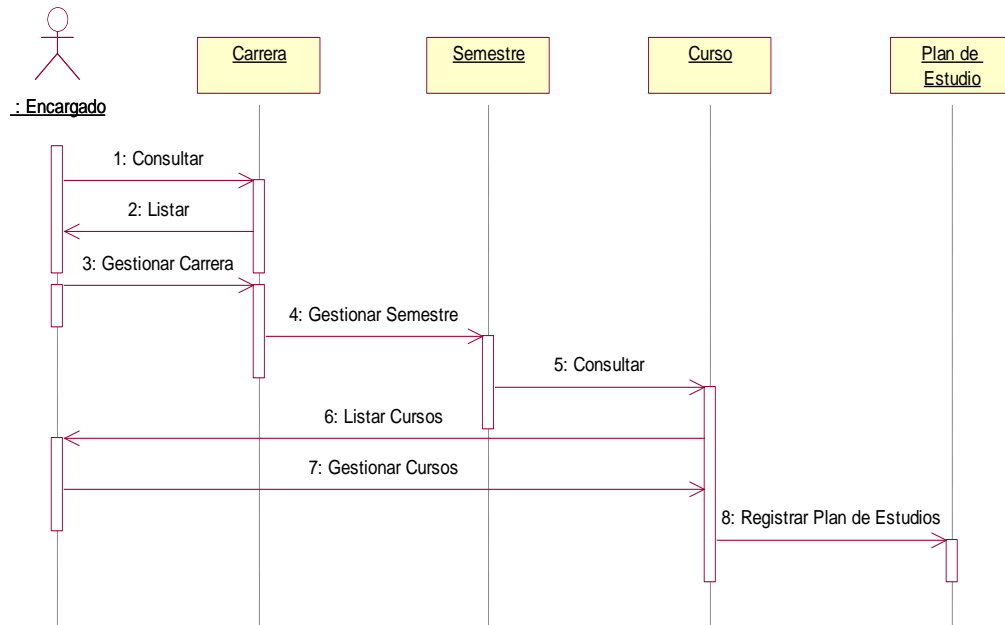 Carrera
Semestre
Curso
Plan de
Estudio
: Encargado
1: Consultar
2: Listar
3: Gestionar Carrera
4: Gestionar Semestre
5: Consultar
6: Listar Cursos
7: Gestionar Cursos
8: Registrar Plan de Estudios